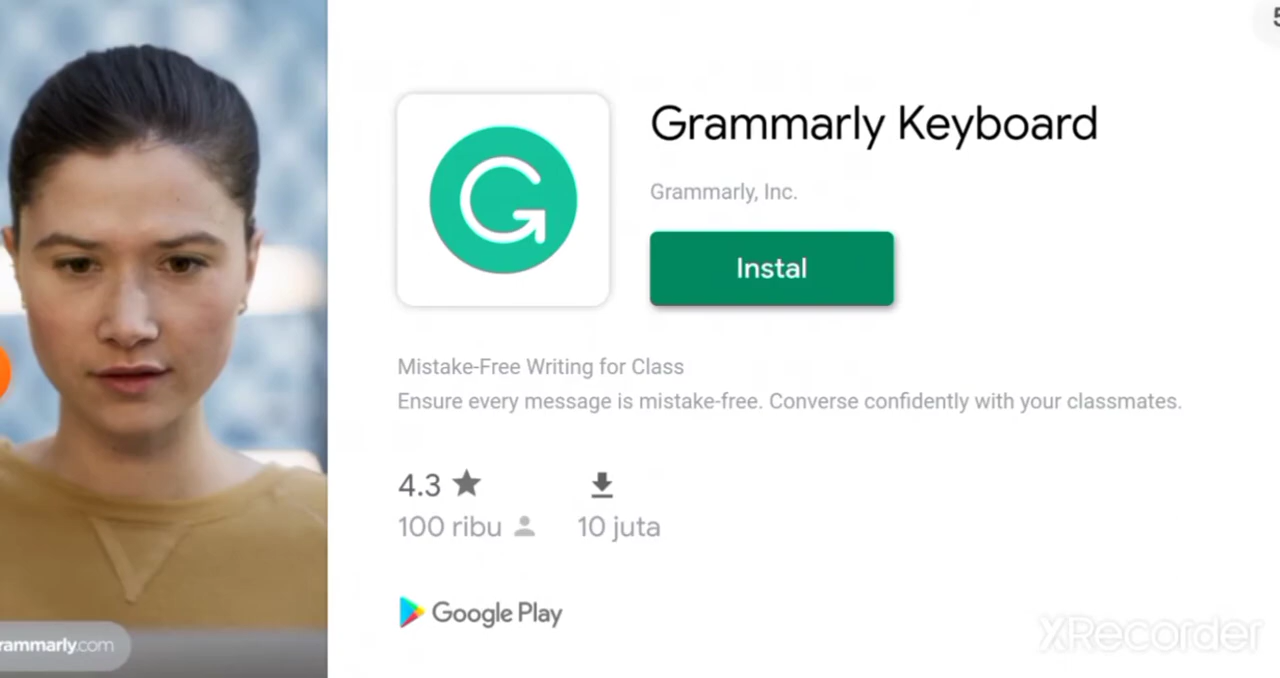 Grammarly Keyboard
Grammarly, Inc.
Instal
Mistake-Free Writing for Class
Ensure every message is mistake-free. Converse confidently with your classmates.
4.3
100 ribu
10 juta
Google Play
rammarly.com
XRecorder